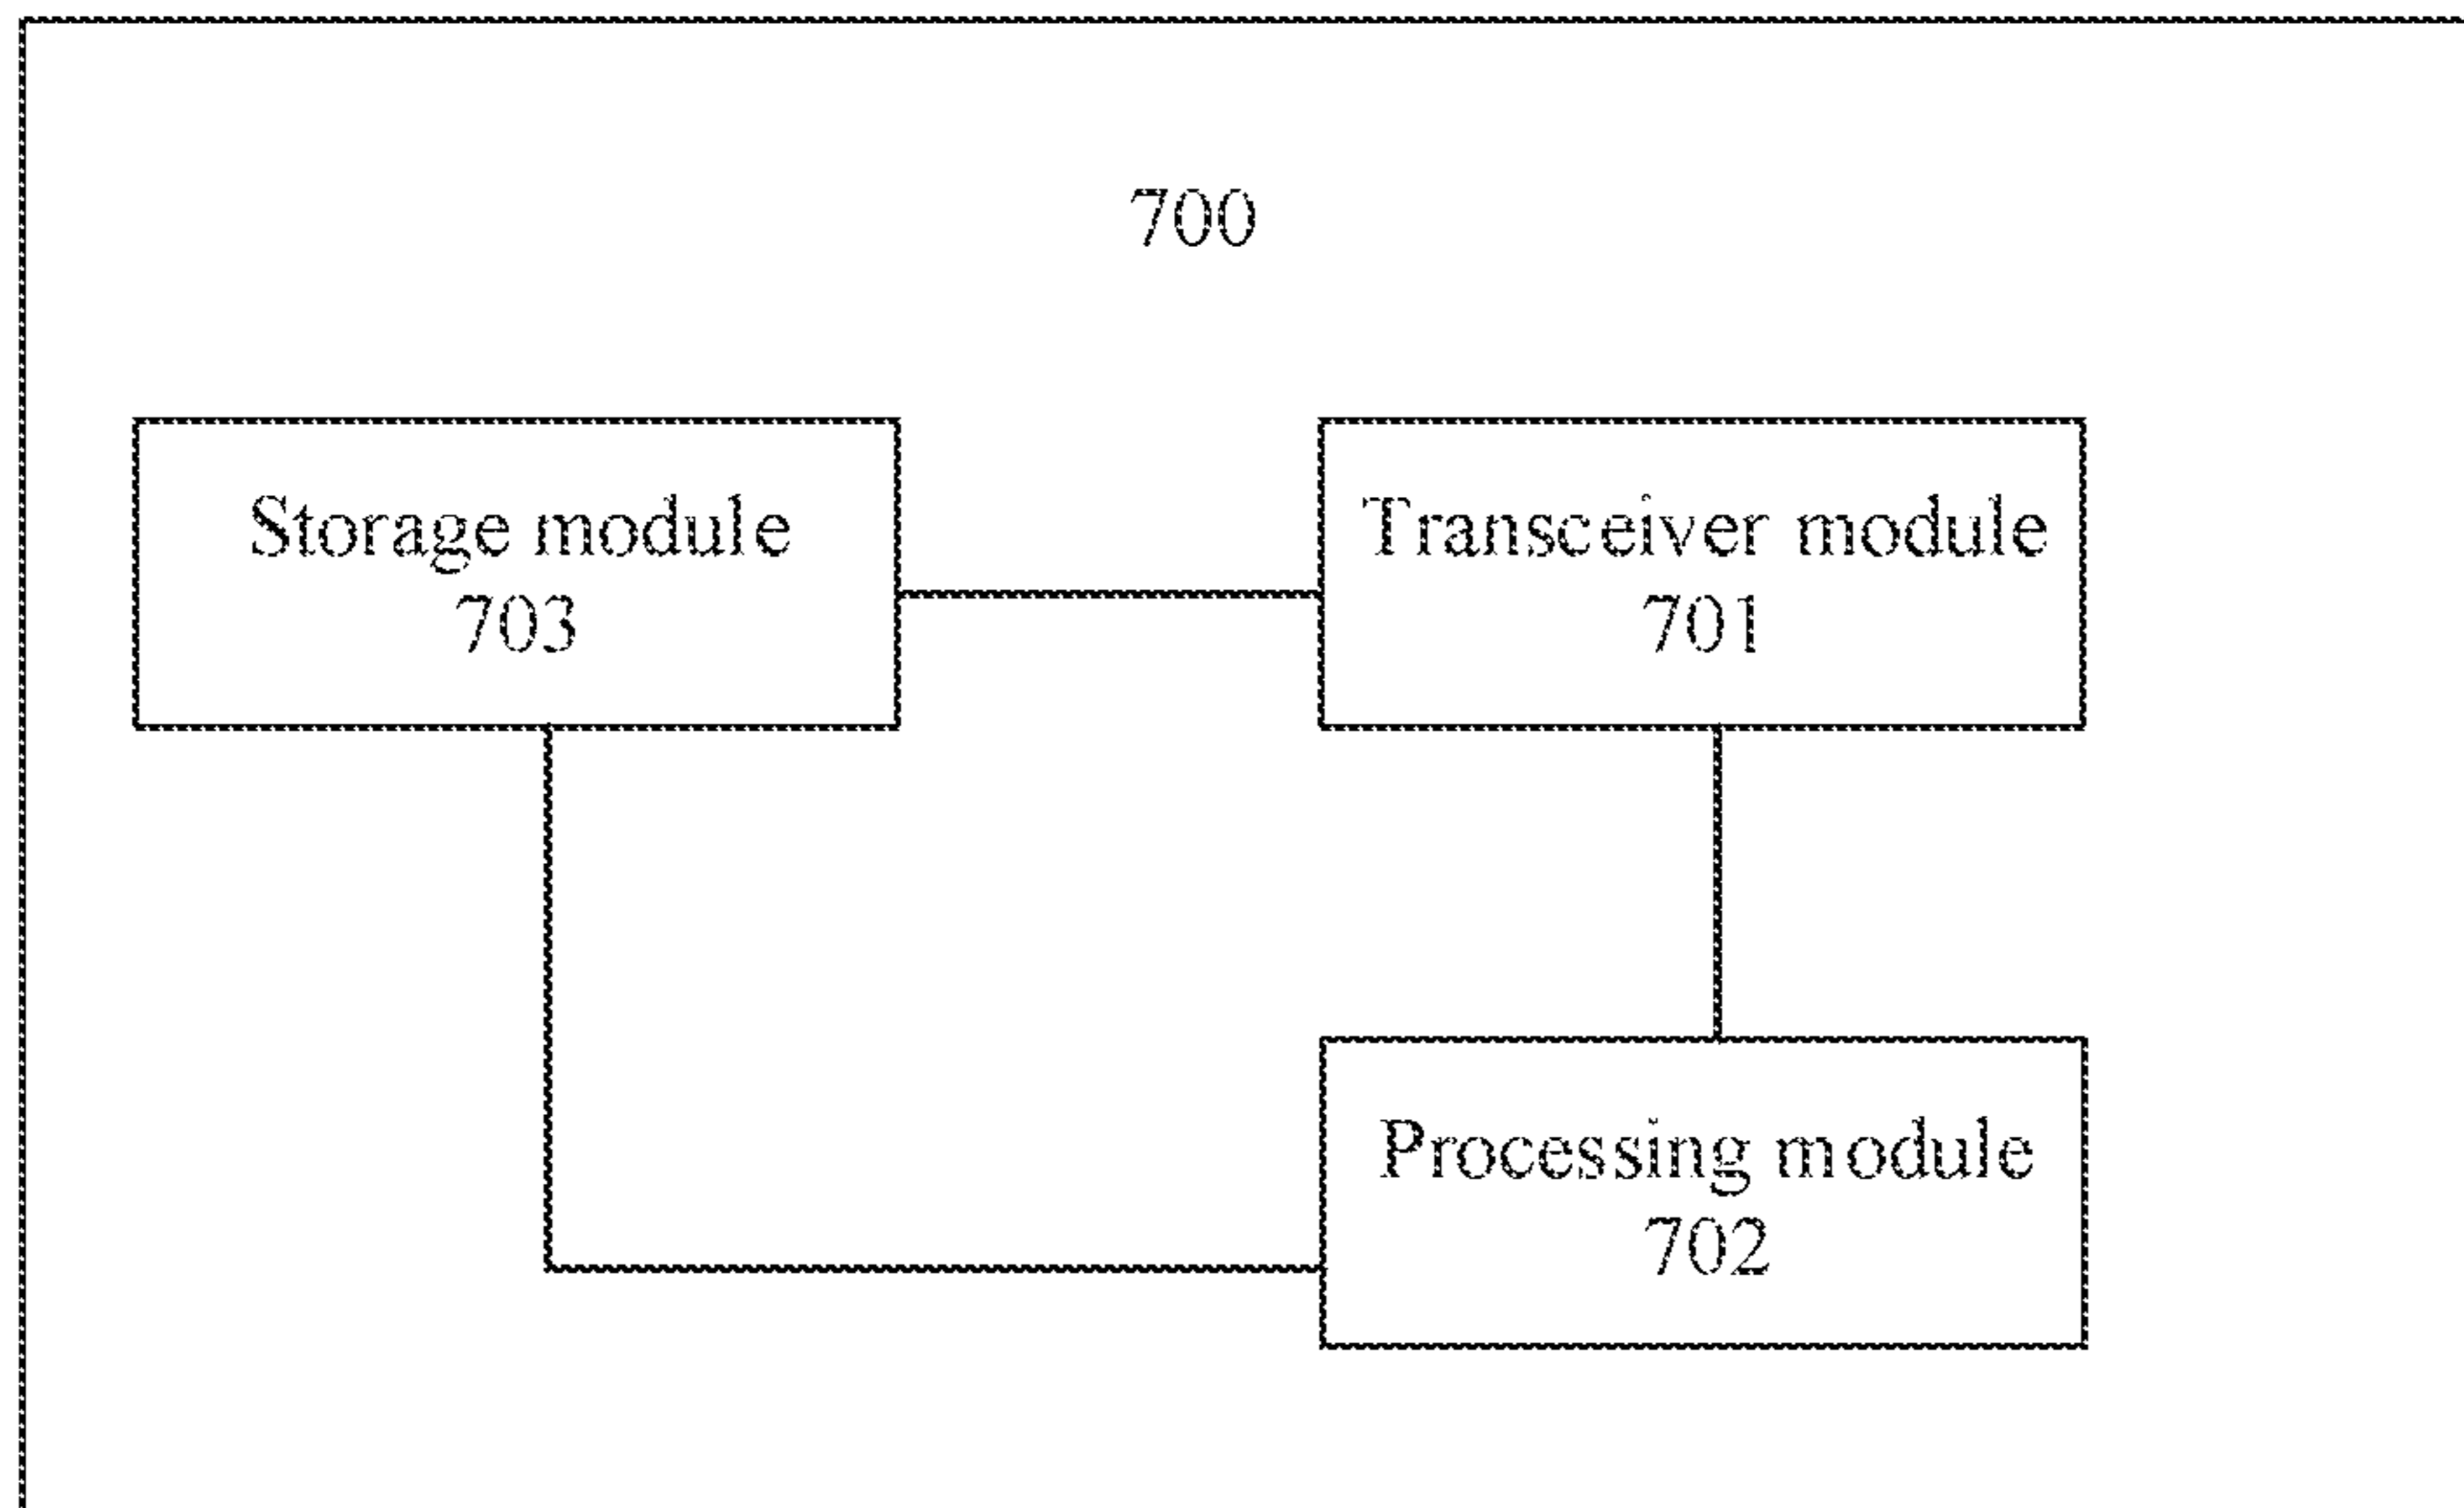 700
Storage module
703
Transceiver module
701
Processing module
702